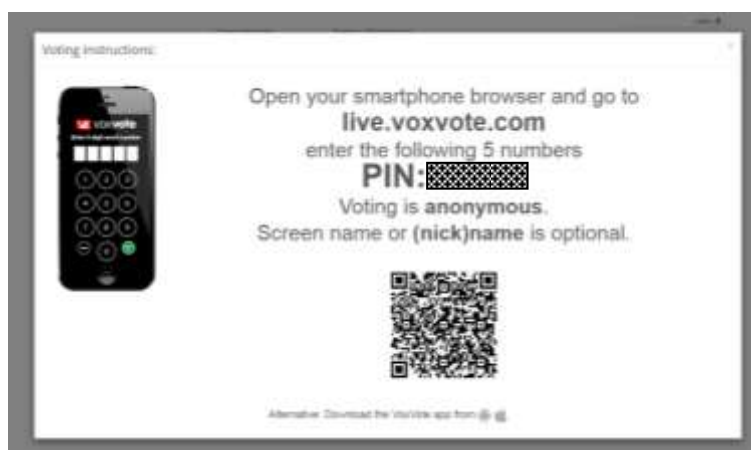 Voting instructions:
voxvote
Open your smartphone browser and go to
live.voxvote.com
enter the following 5 numbers
PIN:
Voting is anonymous.
Screen name or (nick)name is optional.
Alternative: Download the VoxVote app from